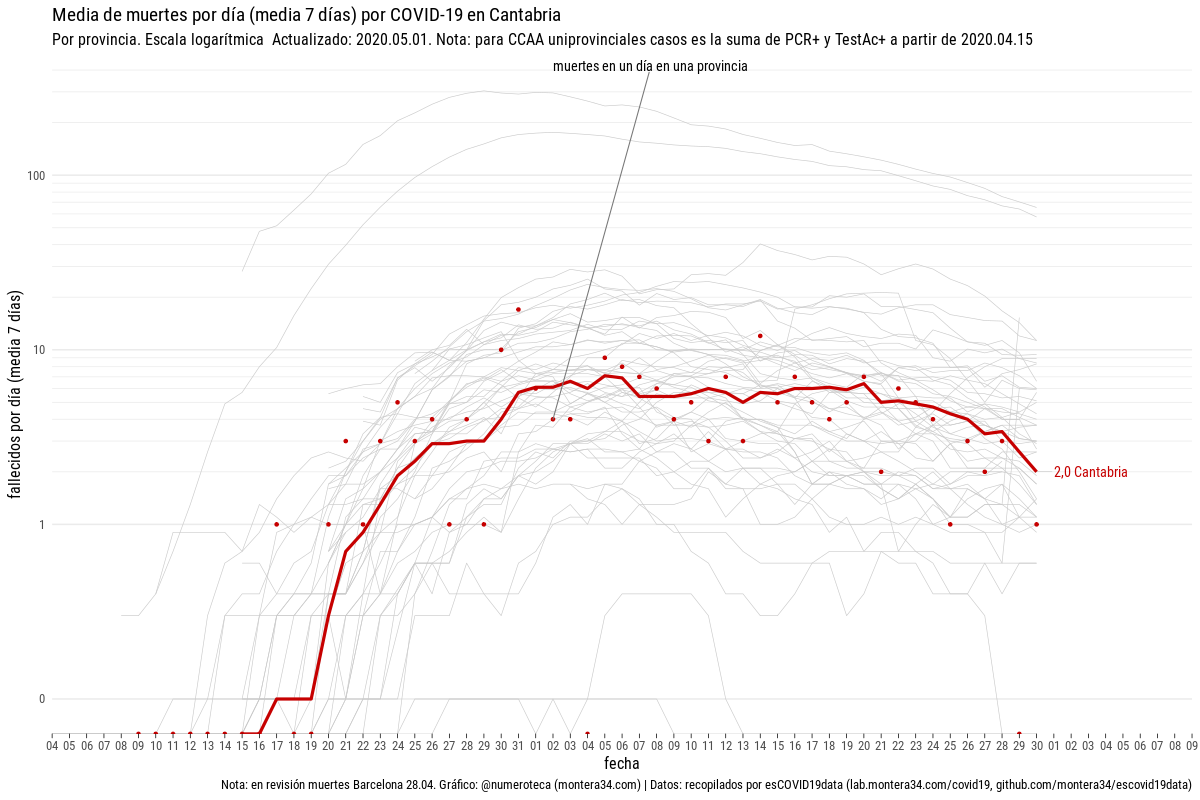 Media de muertes por día (media 7 días) por COVID-19 en Cantabria
Por provincia. Escala logarítmica  Actualizado: 2020.05.01. Nota: para CCAA uniprovinciales casos es la suma de PCR+ y TestAc+ a partir de 2020.04.15
muertes en un día en una provincia
fallecidos por día (media 7 días)
100
10
1
0
2,0 Cantabria
04 05 06 07 08 09 10 11 12 13 14 15 16 17 18 19 20 21 22 23 24 25 26 27 28 29 30 31 01 02 03 04 05 06 07 08 09 10 11 12 13 14 15 16 17 18 19 20 21 22 23 24 25 26 27 28 29 30 01 02 03 04 05 06 07 08 09
fecha
Nota: en revisión muertes Barcelona 28.04. Gráfico: @numeroteca (montera34.com) | Datos: recopilados por esCOVID19data (lab.montera34.com/covid19, github.com/montera34/escovid19data)